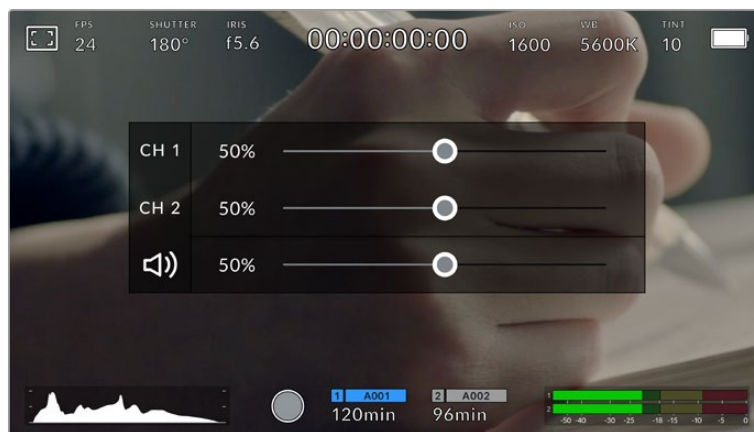 FPS SHUTTER IRIS ISO WB TINT
24 180° f5.6 00:00:00:00 1600 5600K 10
CH 1 50%
CH 2 50%
50%
1 A001 2 A002
120min 96min
1
2
-50 -40 -30 -25 -18 -15 -10 -5 0